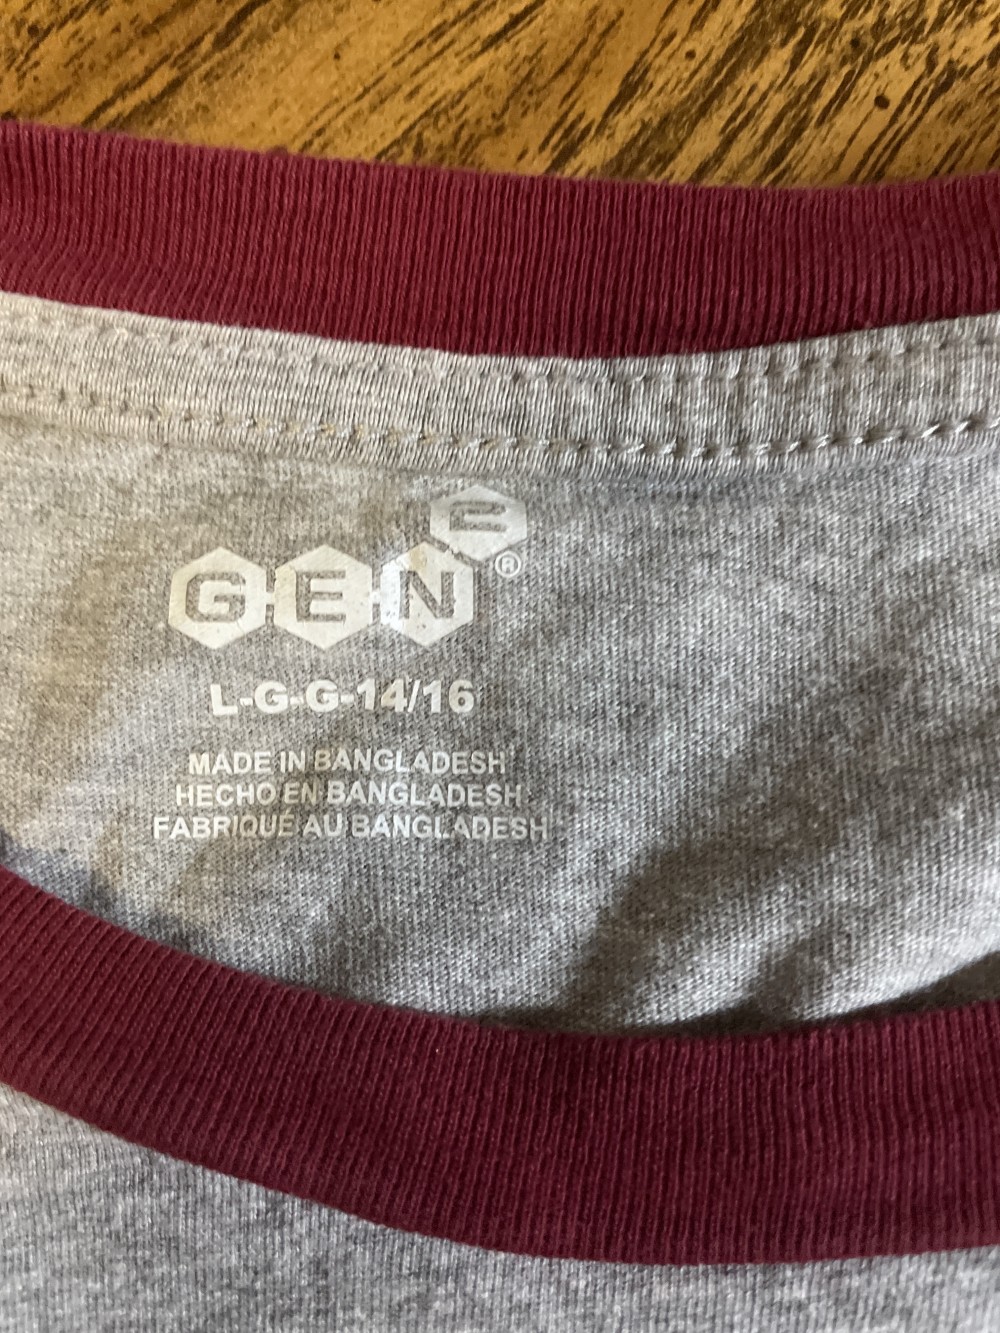 GEN2®
L-G-G-14/16
MADE IN BANGLADESH
HECHO EN BANGLADESH
FABRIQUÉ AU BANGLADESH